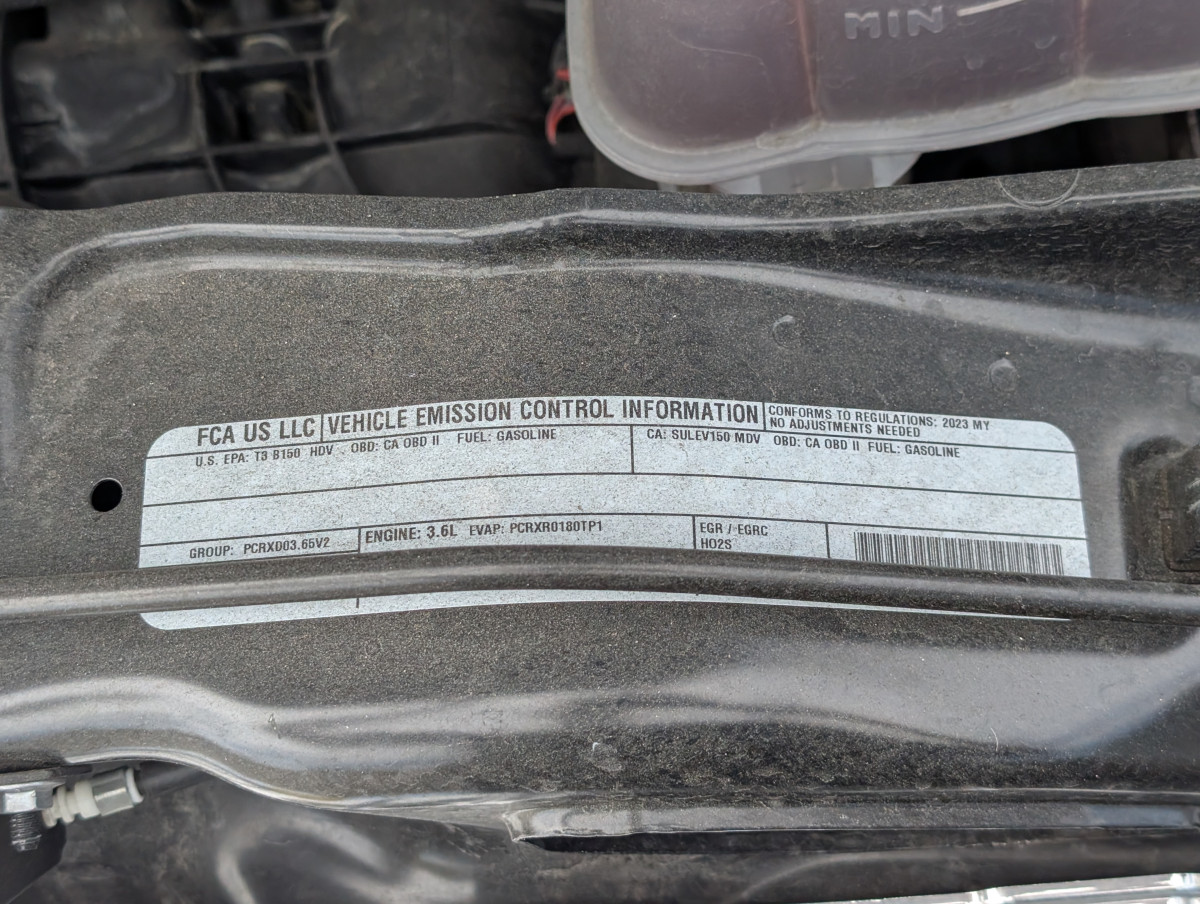 MIN
FCA US LLC VEHICLE EMISSION CONTROL INFORMATION CONFORMS TO REGULATIONS: 2023 MY
NO ADJUSTMENTS NEEDED
U.S. EPA: T3 B150 HDV OBD: CA OBD II FUEL: GASOLINE CA: SULEV150 MDV OBD: CA OBD II FUEL: GASOLINE
GROUP: PCRXD03.65V2 ENGINE: 3.6L EVAP: PCRXR0180TP1 EGR / EGRC
HO2S